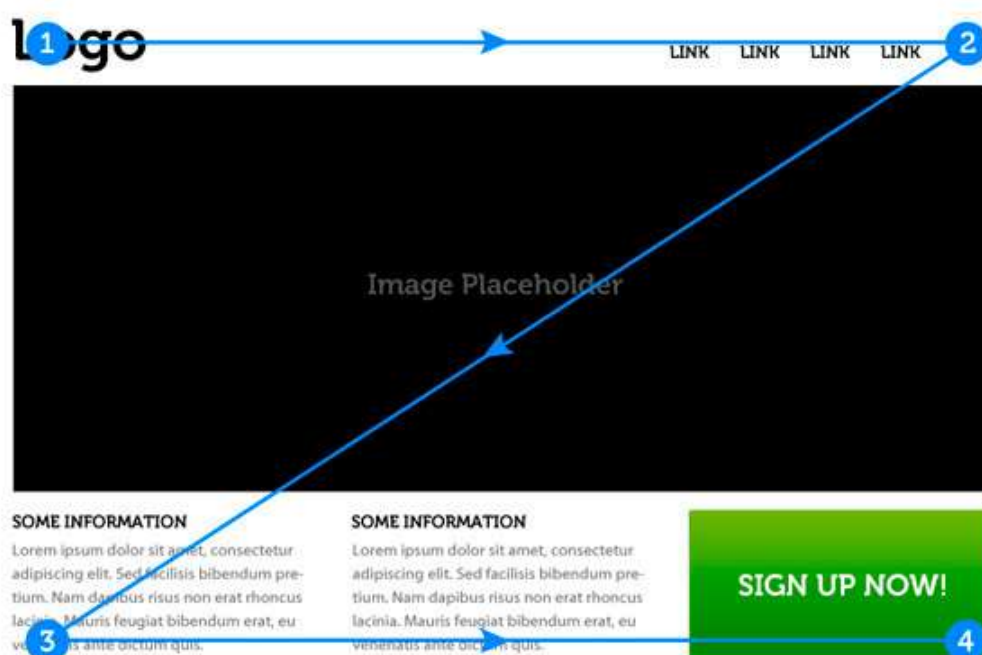 Logo
1
LINK LINK LINK LINK
2
Image Placeholder
SOME INFORMATION
Lorem ipsum dolor sit amet, consectetur
adipiscing elit. Sed facilisis bibendum pre-
tium. Nam dapibus risus non erat rhoncus
lacinia. Mauris feugiat bibendum erat, eu
venenatis ante dictum quis.
3
SOME INFORMATION
Lorem ipsum dolor sit amet, consectetur
adipiscing elit. Sed facilisis bibendum pre-
tium. Nam dapibus risus non erat rhoncus
lacinia. Mauris feugiat bibendum erat, eu
venenatis ante dictum quis.
SIGN UP NOW!
4